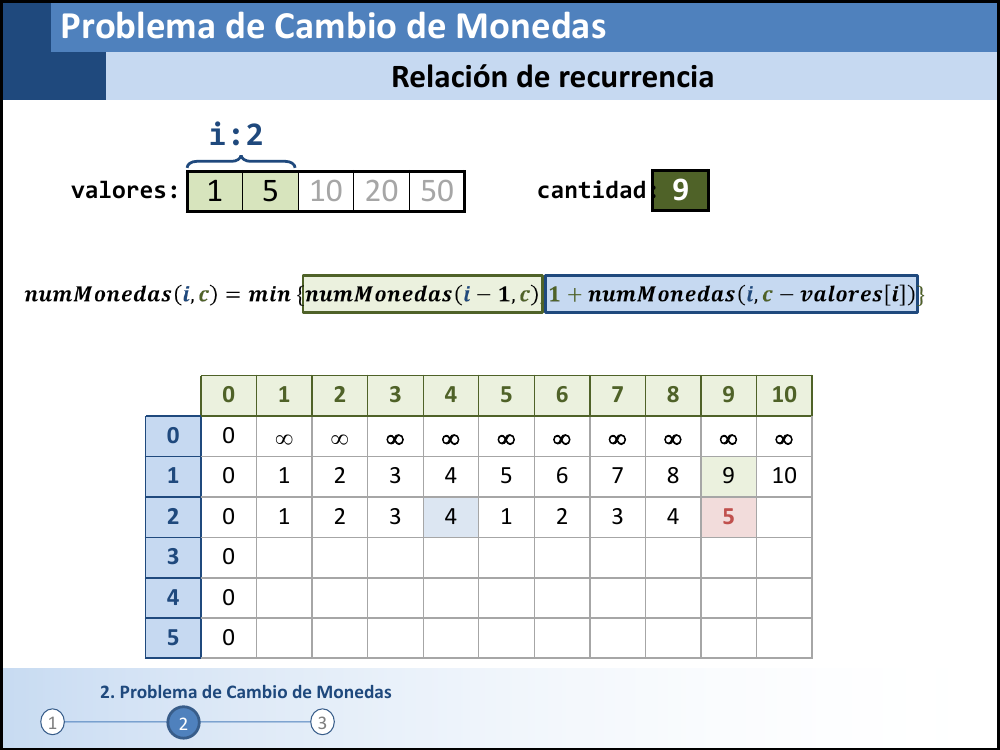 Problema de Cambio de Monedas
Relación de recurrencia
i:2
valores: 1 5 10 20 50 cantidad: 9
numMonedas(i, c) = min {numMonedas(i − 1, c), 1 + numMonedas(i, c − valores[i])}
0 1 2 3 4 5 6 7 8 9 10
0 0 ∞ ∞ ∞ ∞ ∞ ∞ ∞ ∞ ∞ ∞
1 0 1 2 3 4 5 6 7 8 9 10
2 0 1 2 3 4 1 2 3 4 5
3 0
4 0
5 0
2. Problema de Cambio de Monedas
1 2 3